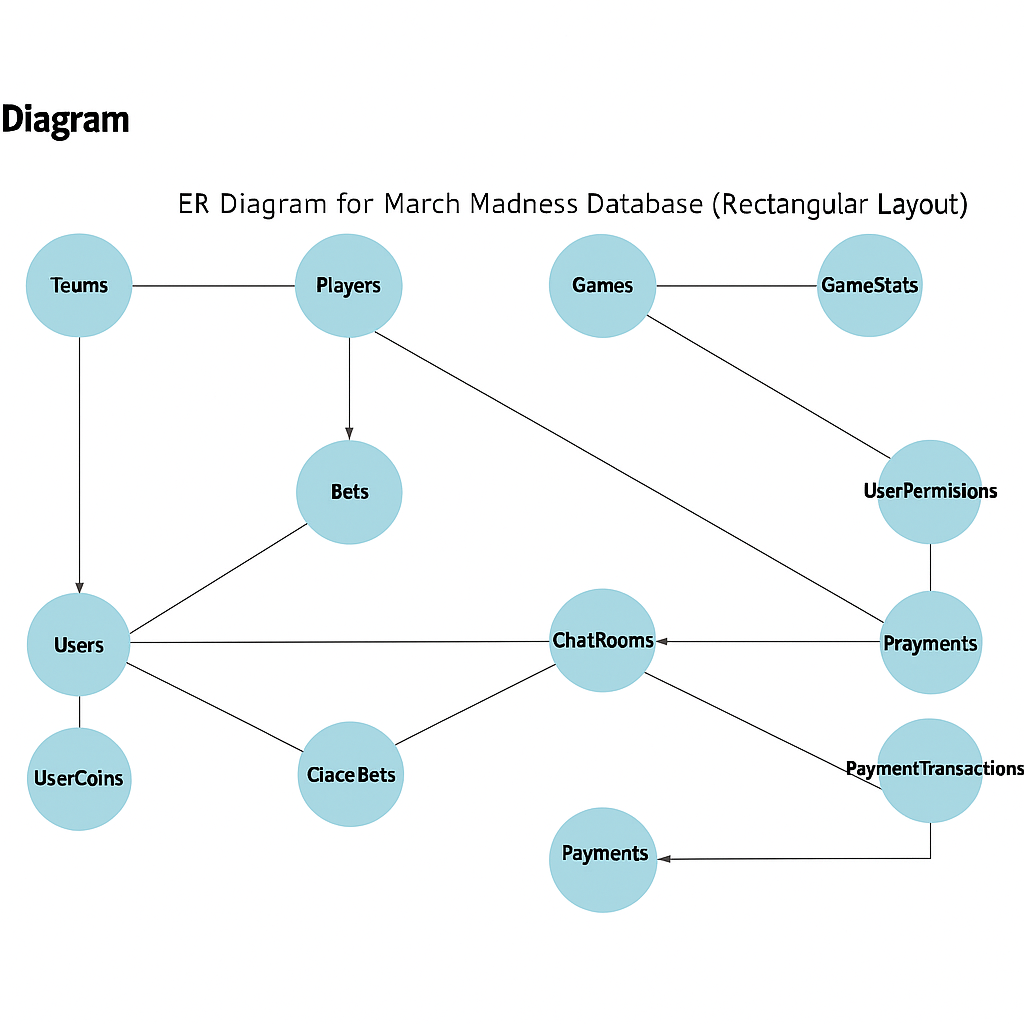 Diagram
ER Diagram for March Madness Database (Rectangular Layout)
Teums
Players
Games
GameStats
Bets
UserPermisions
Users
ChatRooms
Prayments
UserCoins
Ciace Bets
PaymentTransactions
Payments